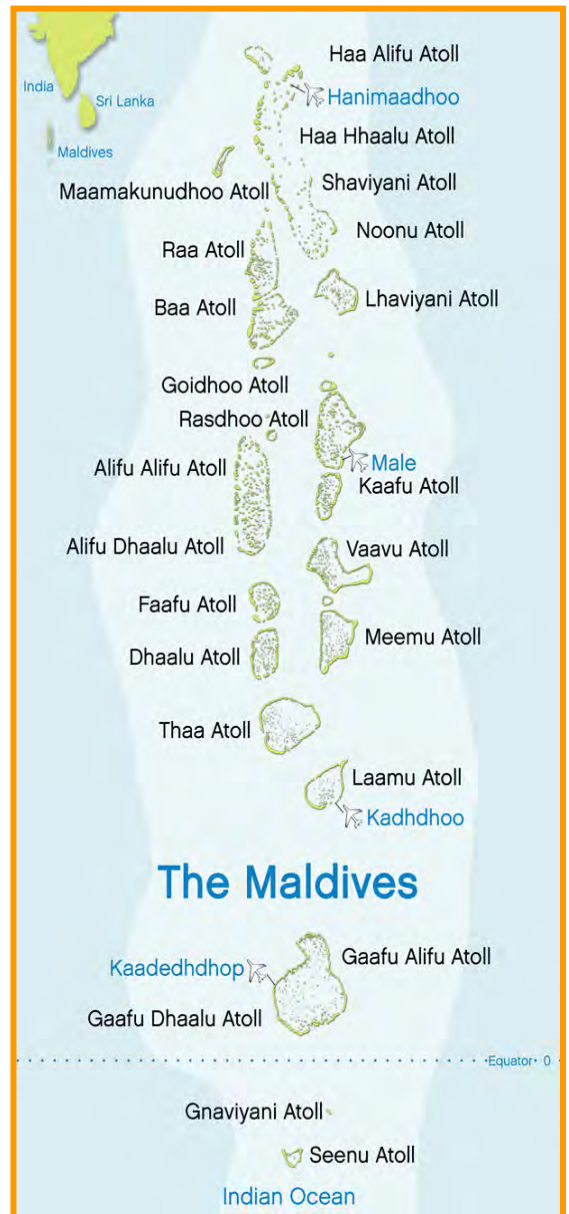 Haa Alifu Atoll
India
Hanimaadhoo
Sri Lanka
Haa Hhaalu Atoll
Maldives
Shaviyani Atoll
Maamakunudhoo Atoll
Noonu Atoll
Raa Atoll
Lhaviyani Atoll
Baa Atoll
Goidhoo Atoll
Rasdhoo Atoll
Male
Alifu Alifu Atoll
Kaafu Atoll
Alifu Dhaalu Atoll
Vaavu Atoll
Faafu Atoll
Meemu Atoll
Dhaalu Atoll
Thaa Atoll
Laamu Atoll
Kadhdhoo
The Maldives
Gaafu Alifu Atoll
Kaadedhdhop
Gaafu Dhaalu Atoll
Equator 0
Gnaviyani Atoll
Seenu Atoll
Indian Ocean